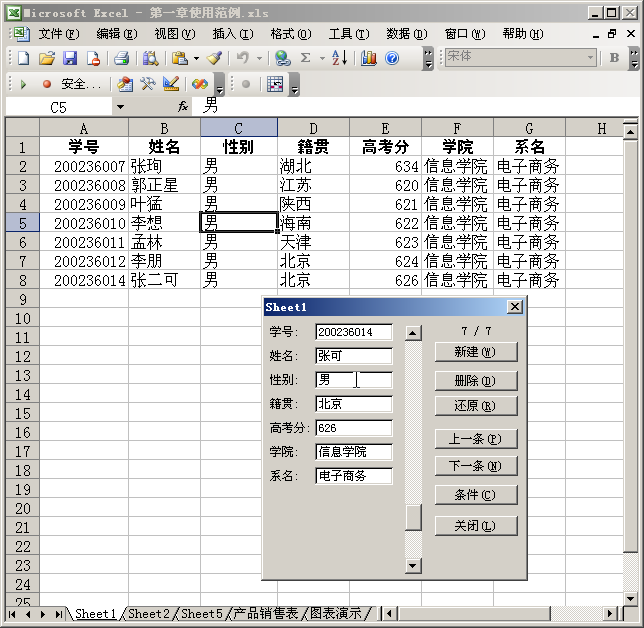 Microsoft Excel - 第一章使用范例.xls
文件(F) 编辑(E) 视图(V) 插入(I) 格式(O) 工具(T) 数据(D) 窗口(W) 帮助(H)
宋体 B
安全...
C5 fx 男
A B C D E F G H
1 学号 姓名 性别 籍贯 高考分 学院 系名
2 200236007 张珣 男 湖北 634 信息学院 电子商务
3 200236008 郭正星 男 江苏 620 信息学院 电子商务
4 200236009 叶猛 男 陕西 621 信息学院 电子商务
5 200236010 李想 男 海南 622 信息学院 电子商务
6 200236011 孟林 男 天津 623 信息学院 电子商务
7 200236012 李朋 男 北京 624 信息学院 电子商务
8 200236014 张二可 男 北京 626 信息学院 电子商务
9
10
11
12
13
14
15
16
17
18
19
20
21
22
23
24
25
Sheet1
学号: 200236014 7 / 7
新建(W)
姓名: 张可
性别: 男 删除(D)
籍贯: 北京 还原(R)
高考分: 626 上一条(P)
学院: 信息学院 下一条(N)
系名: 电子商务
条件(C)
关闭(L)
Sheet1 Sheet2 Sheet5 产品销售表 图表演示